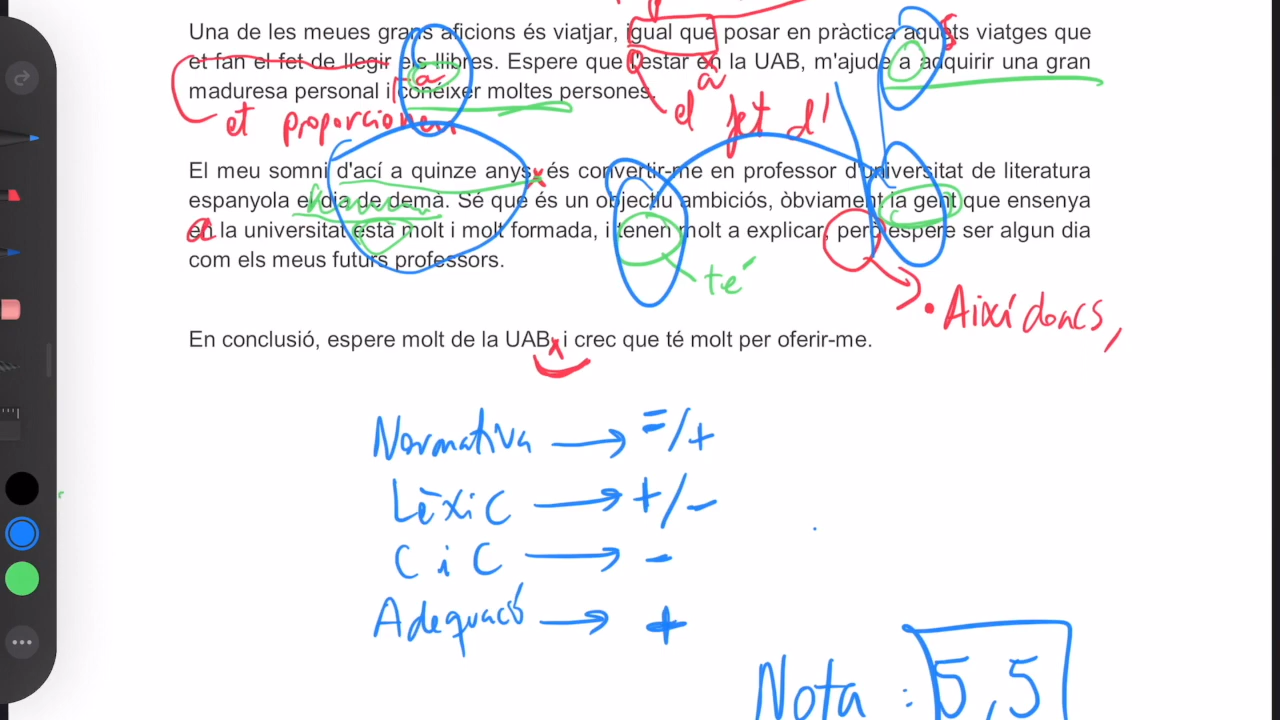 Una de les meues grans aficions és viatjar, igual que posar en pràctica aquets viatges que
s
et fan el fet de llegir els llibres. Espere que l'estar en la UAB, m'ajude a adquirir una gran
a
a
maduresa personal i conèixer moltes persones.
et proporcionen
el fet d'
El meu somni d'ací a quinze anys, és convertir-me en professor d'universitat de literatura
x
espanyola el dia de demà. Sé que és un objectiu ambiciós, òbviament la gent que ensenya
a
en la universitat està molt i molt formada, i tenen molt a explicar, però espere ser algun dia
com els meus futurs professors.
té
. Així doncs,
En conclusió, espere molt de la UAB, i crec que té molt per oferir-me.
x
Normativa → =/+
Lèxic → +/-
C i C → -
Adequació → +
Nota : 5,5